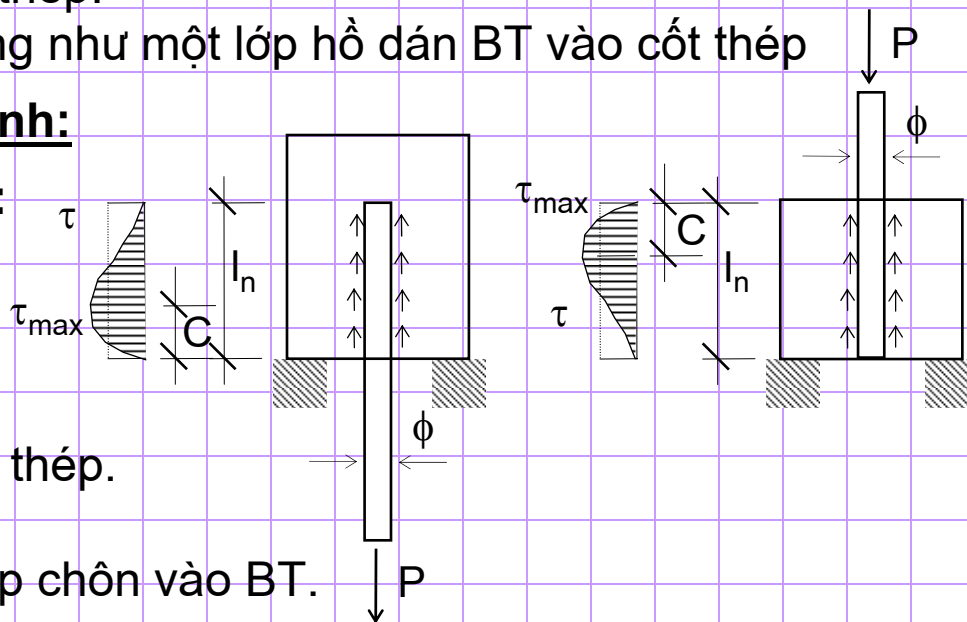 thép.
ng như một lớp hồ dán BT vào cốt thép
P
nh:
ϕ
:
τ
τmax
C
ln
τmax
C
ln
τ
ϕ
thép.
p chôn vào BT.
P